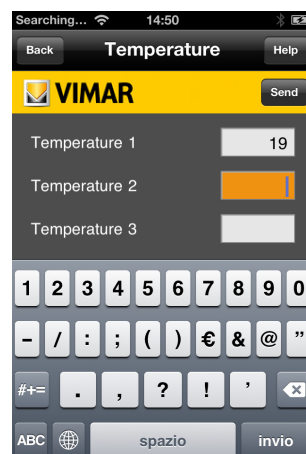 Searching... 14:50
Back Temperature Help
VIMAR Send
Temperature 1 19
Temperature 2
Temperature 3
1 2 3 4 5 6 7 8 9 0
- / : ; ( ) € & @ "
#+= . , ? ! '
ABC spazio invio